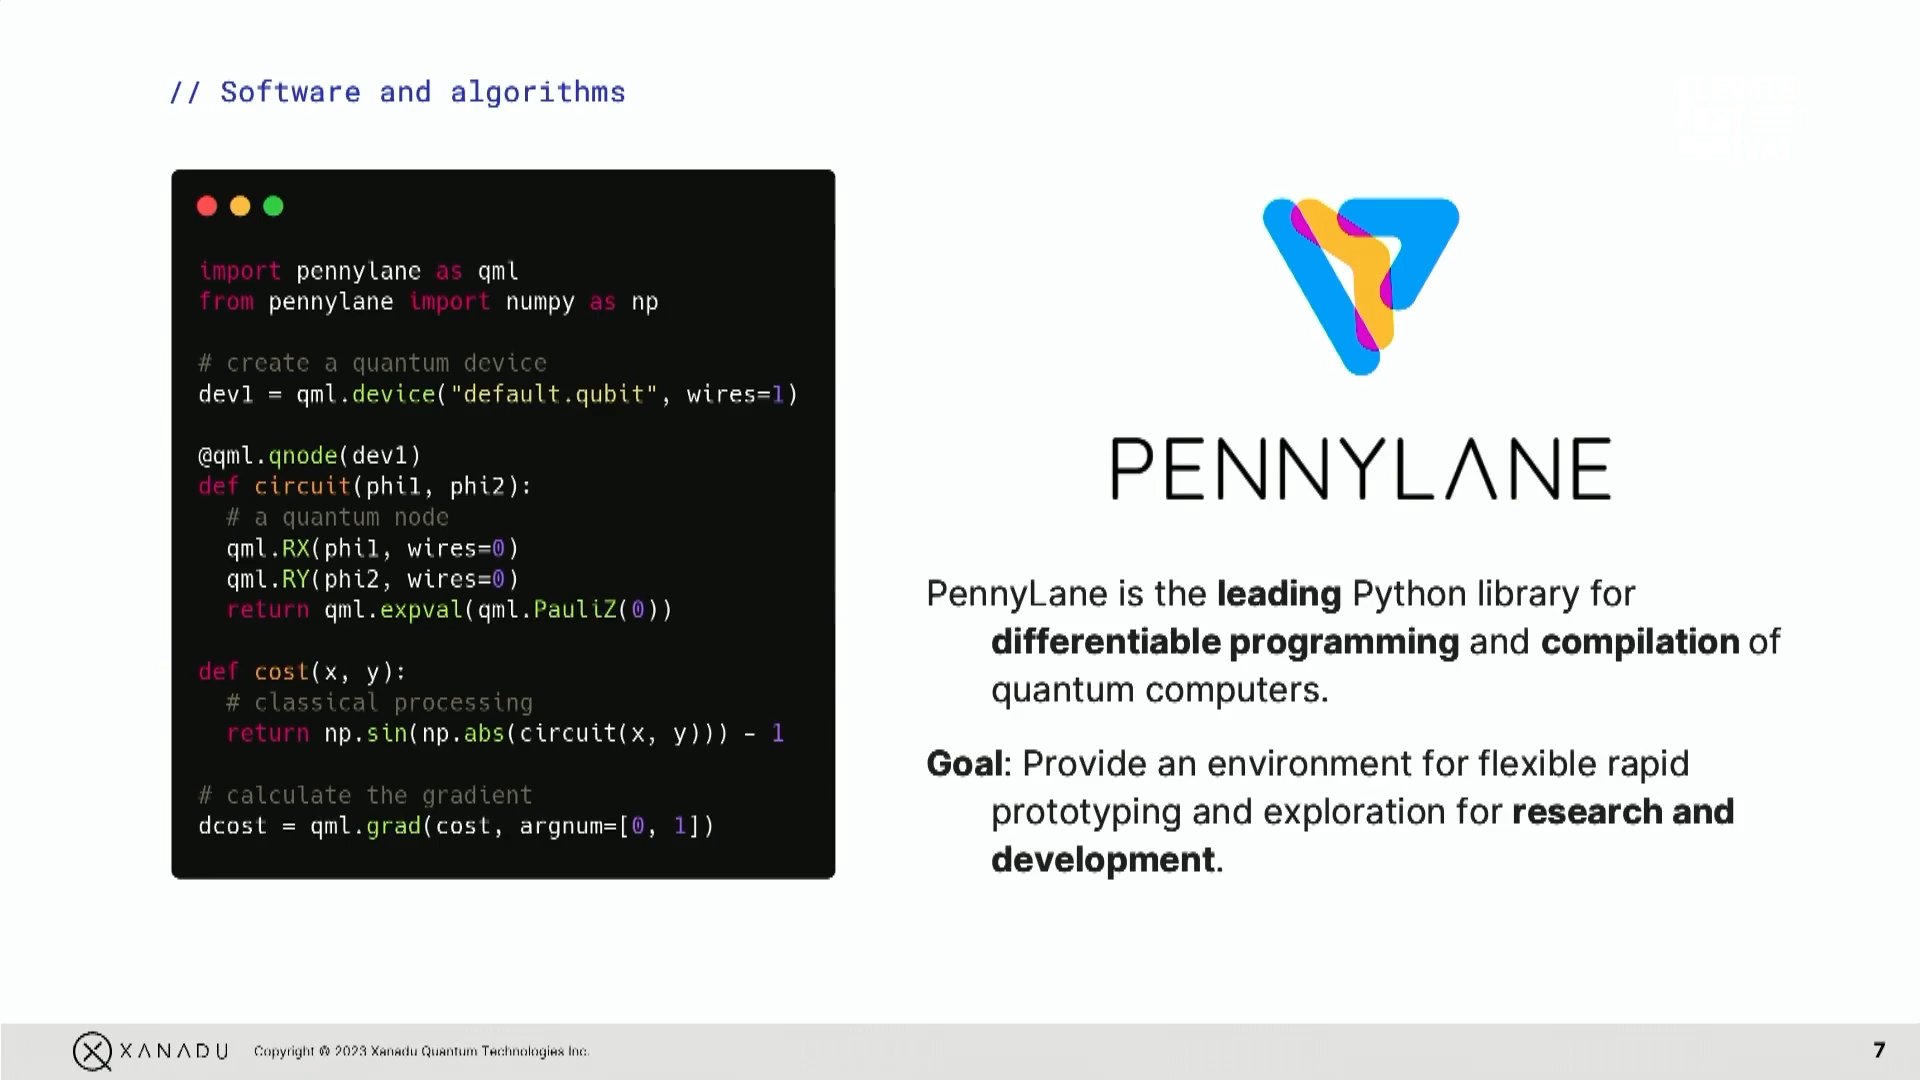 // Software and algorithms
import pennylane as qml
from pennylane import numpy as np
# create a quantum device
dev1 = qml.device("default.qubit", wires=1)
@qml.qnode(dev1)
def circuit(phi1, phi2):
  # a quantum node
  qml.RX(phi1, wires=0)
  qml.RY(phi2, wires=0)
  return qml.expval(qml.PauliZ(0))
def cost(x, y):
  # classical processing
  return np.sin(np.abs(circuit(x, y))) - 1
# calculate the gradient
dcost = qml.grad(cost, argnum=[0, 1])
PENNYLANE
PennyLane is the leading Python library for
differentiable programming and compilation of
quantum computers.
Goal: Provide an environment for flexible rapid
prototyping and exploration for research and
development.
XANADU
Copyright © 2023 Xanadu Quantum Technologies Inc.
7